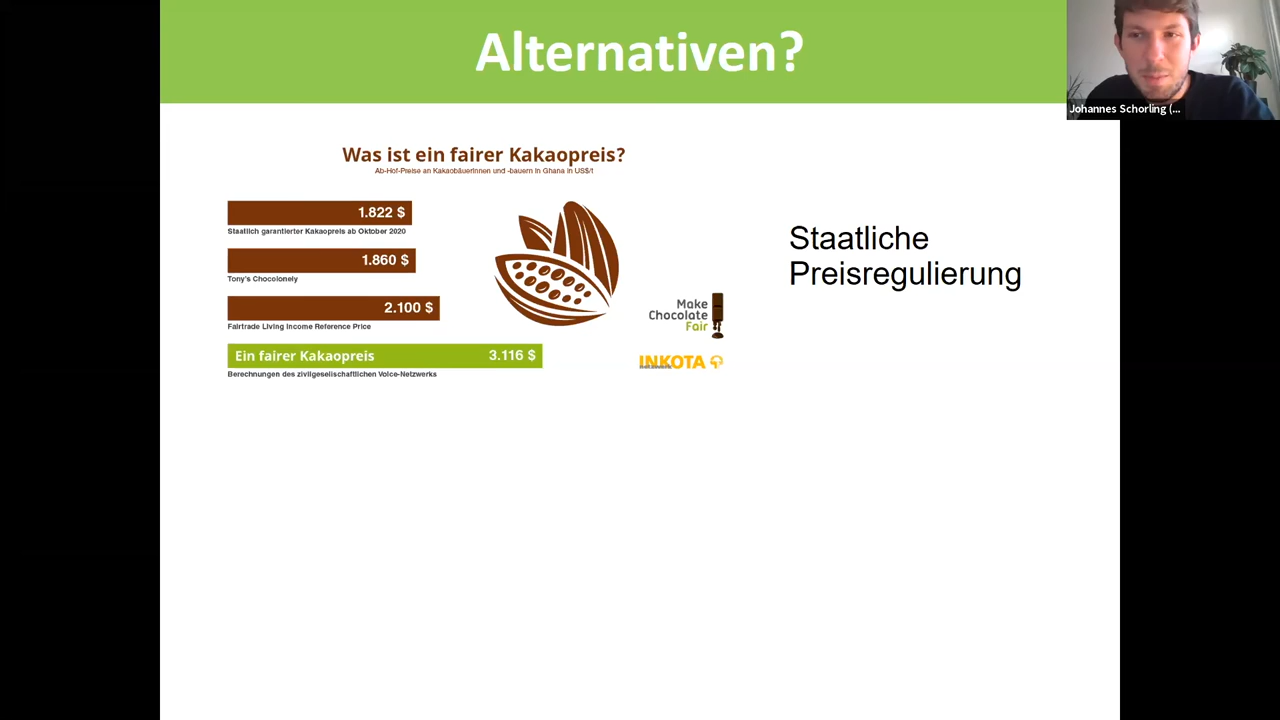 Alternativen?
Johannes Schorling (...
Was ist ein fairer Kakaopreis?
Ab-Hof-Preise an Kakaobäuerinnen und -bauern in Ghana in US$/t
1.822 $
Staatlich garantierter Kakaopreis ab Oktober 2020
1.860 $
Tony's Chocolonely
2.100 $
Fairtrade Living Income Reference Price
Ein fairer Kakaopreis 3.116 $
Berechnungen des zivilgesellschaftlichen Voice-Netzwerks
Make
Chocolate
Fair
INKOTA
netzwerk
Staatliche
Preisregulierung